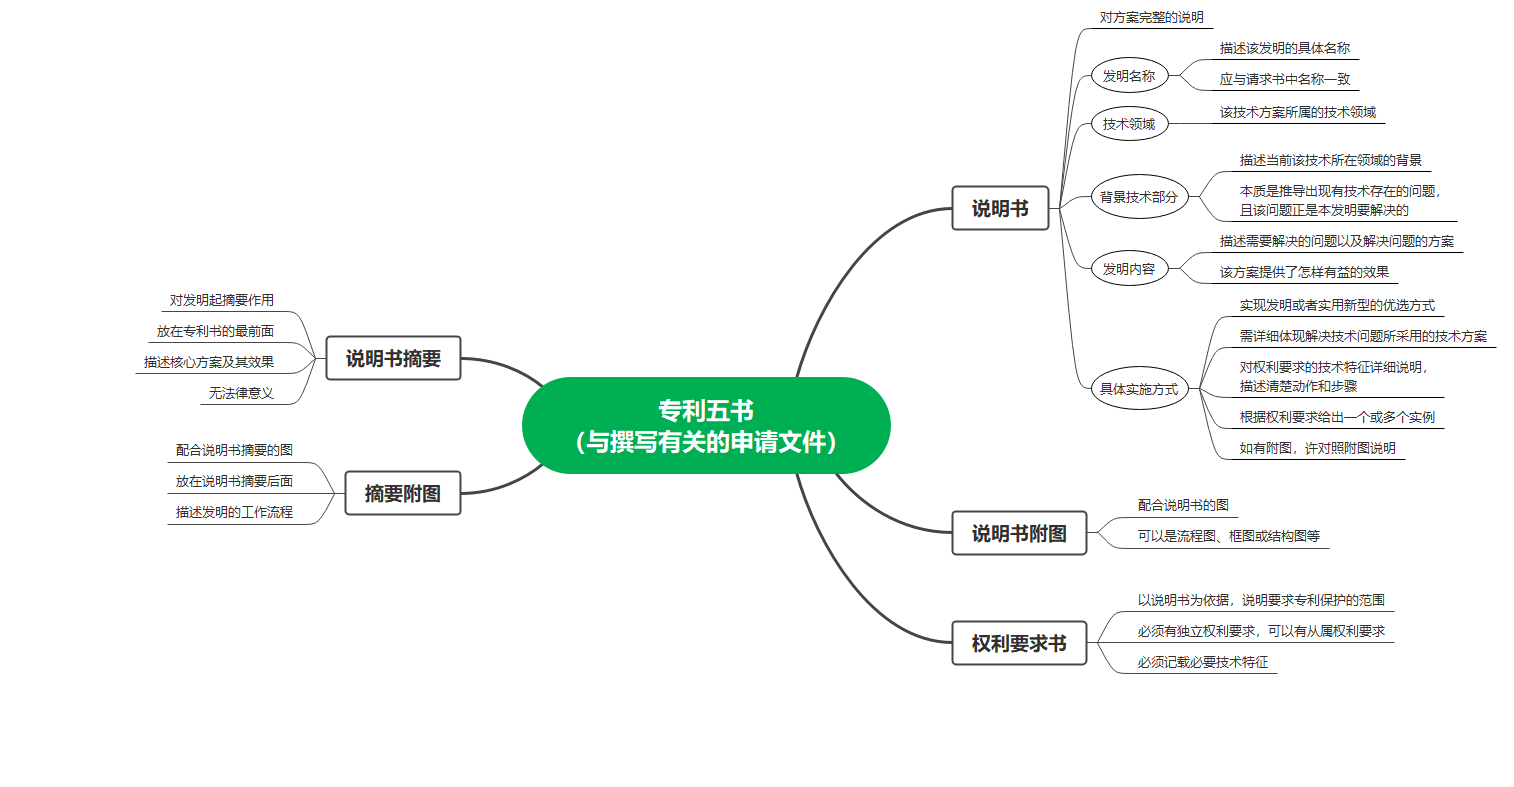 专利五书
（与撰写有关的申请文件）
说明书
对方案完整的说明
发明名称
描述该发明的具体名称
应与请求书中名称一致
技术领域
该技术方案所属的技术领域
背景技术部分
描述当前该技术所在领域的背景
本质是推导出现有技术存在的问题，
且该问题正是本发明要解决的
发明内容
描述需要解决的问题以及解决问题的方案
该方案提供了怎样有益的效果
具体实施方式
实现发明或者实用新型的优选方式
需详细体现解决技术问题所采用的技术方案
对权利要求的技术特征详细说明，
描述清楚动作和步骤
根据权利要求给出一个或多个实例
如有附图，许对照附图说明
说明书附图
配合说明书的图
可以是流程图、框图或结构图等
权利要求书
以说明书为依据，说明要求专利保护的范围
必须有独立权利要求，可以有从属权利要求
必须记载必要技术特征
说明书摘要
对发明起摘要作用
放在专利书的最前面
描述核心方案及其效果
无法律意义
摘要附图
配合说明书摘要的图
放在说明书摘要后面
描述发明的工作流程